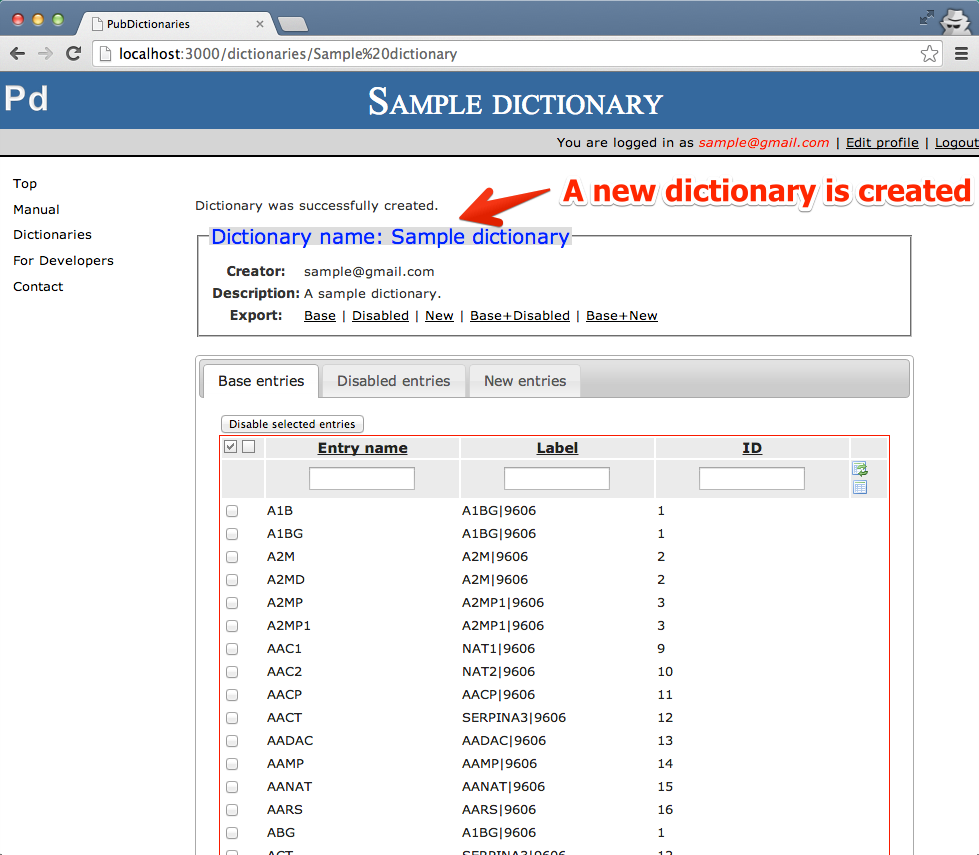 PubDictionaries
localhost:3000/dictionaries/Sample%20dictionary
Pd
Sample dictionary
You are logged in as sample@gmail.com | Edit profile | Logout
Top
Manual
Dictionaries
For Developers
Contact
Dictionary was successfully created.
A new dictionary is created
Dictionary name: Sample dictionary
Creator: sample@gmail.com
Description: A sample dictionary.
Export: Base | Disabled | New | Base+Disabled | Base+New
Base entries Disabled entries New entries
Disable selected entries
Entry name Label ID
A1B A1BG|9606 1
A1BG A1BG|9606 1
A2M A2M|9606 2
A2MD A2M|9606 2
A2MP A2MP1|9606 3
A2MP1 A2MP1|9606 3
AAC1 NAT1|9606 9
AAC2 NAT2|9606 10
AACP AACP|9606 11
AACT SERPINA3|9606 12
AADAC AADAC|9606 13
AAMP AAMP|9606 14
AANAT AANAT|9606 15
AARS AARS|9606 16
ABG A1BG|9606 1
ACT SERPINA3|9606 12